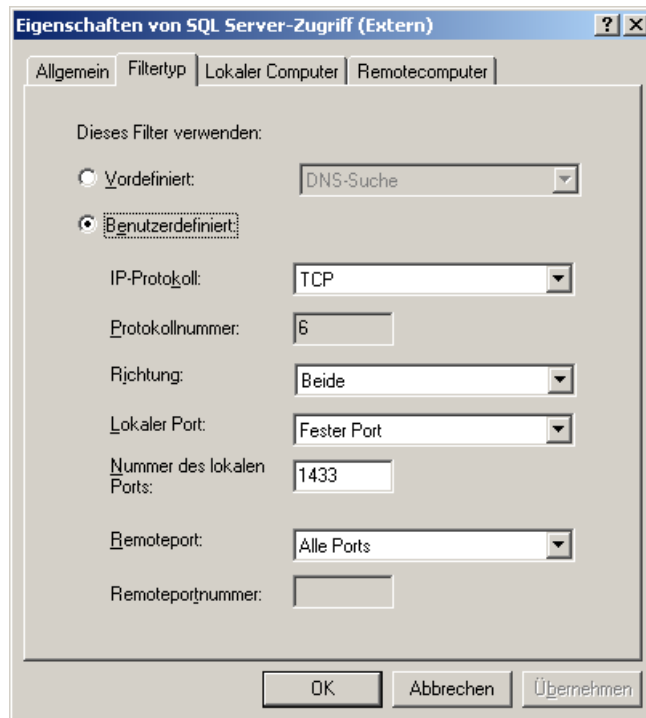 Eigenschaften von SQL Server-Zugriff (Extern)
Allgemein Filtertyp Lokaler Computer Remotecomputer
Dieses Filter verwenden:
Vordefiniert: DNS-Suche
Benutzerdefiniert:
IP-Protokoll: TCP
Protokollnummer: 6
Richtung: Beide
Lokaler Port: Fester Port
Nummer des lokalen
Ports: 1433
Remoteport: Alle Ports
Remoteportnummer:
OK Abbrechen Übernehmen